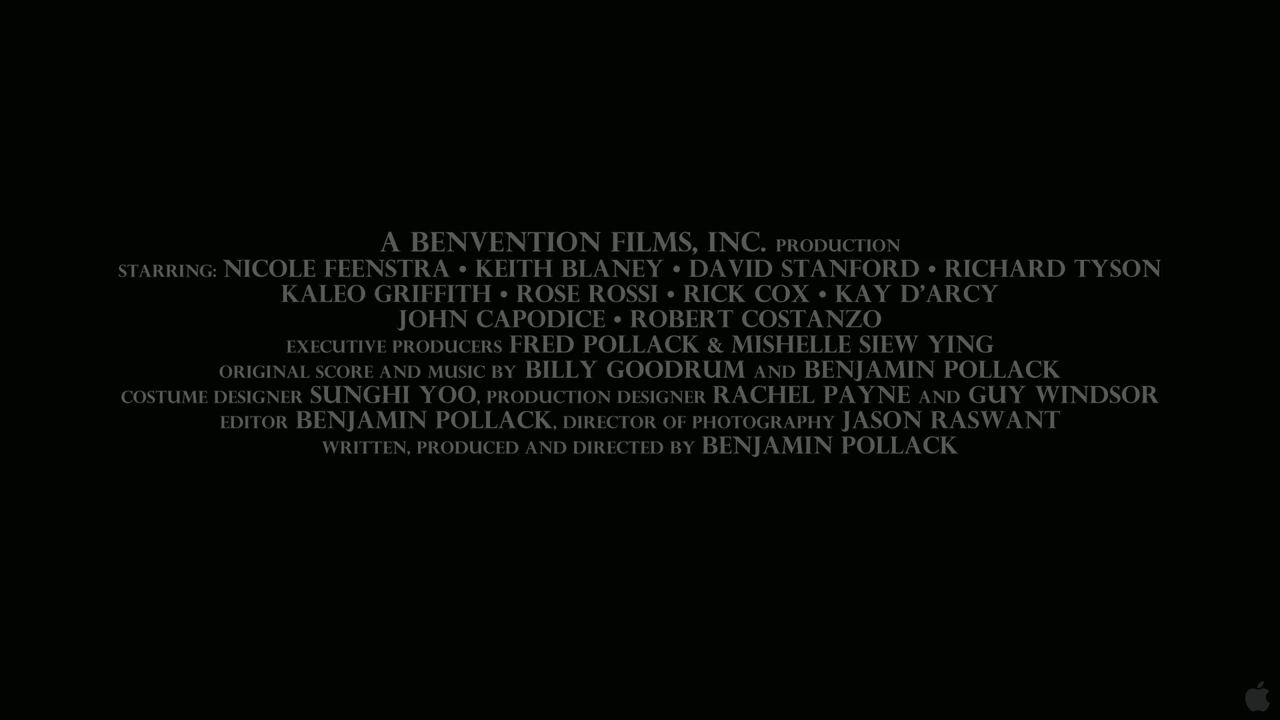 A BENVENTION FILMS, INC. PRODUCTION
STARRING: NICOLE FEENSTRA • KEITH BLANEY • DAVID STANFORD • RICHARD TYSON
KALEO GRIFFITH • ROSE ROSSI • RICK COX • KAY D'ARCY
JOHN CAPODICE • ROBERT COSTANZO
EXECUTIVE PRODUCERS FRED POLLACK & MISHELLE SIEW YING
ORIGINAL SCORE AND MUSIC BY BILLY GOODRUM AND BENJAMIN POLLACK
COSTUME DESIGNER SUNGHI YOO, PRODUCTION DESIGNER RACHEL PAYNE AND GUY WINDSOR
EDITOR BENJAMIN POLLACK, DIRECTOR OF PHOTOGRAPHY JASON RASWANT
WRITTEN, PRODUCED AND DIRECTED BY BENJAMIN POLLACK